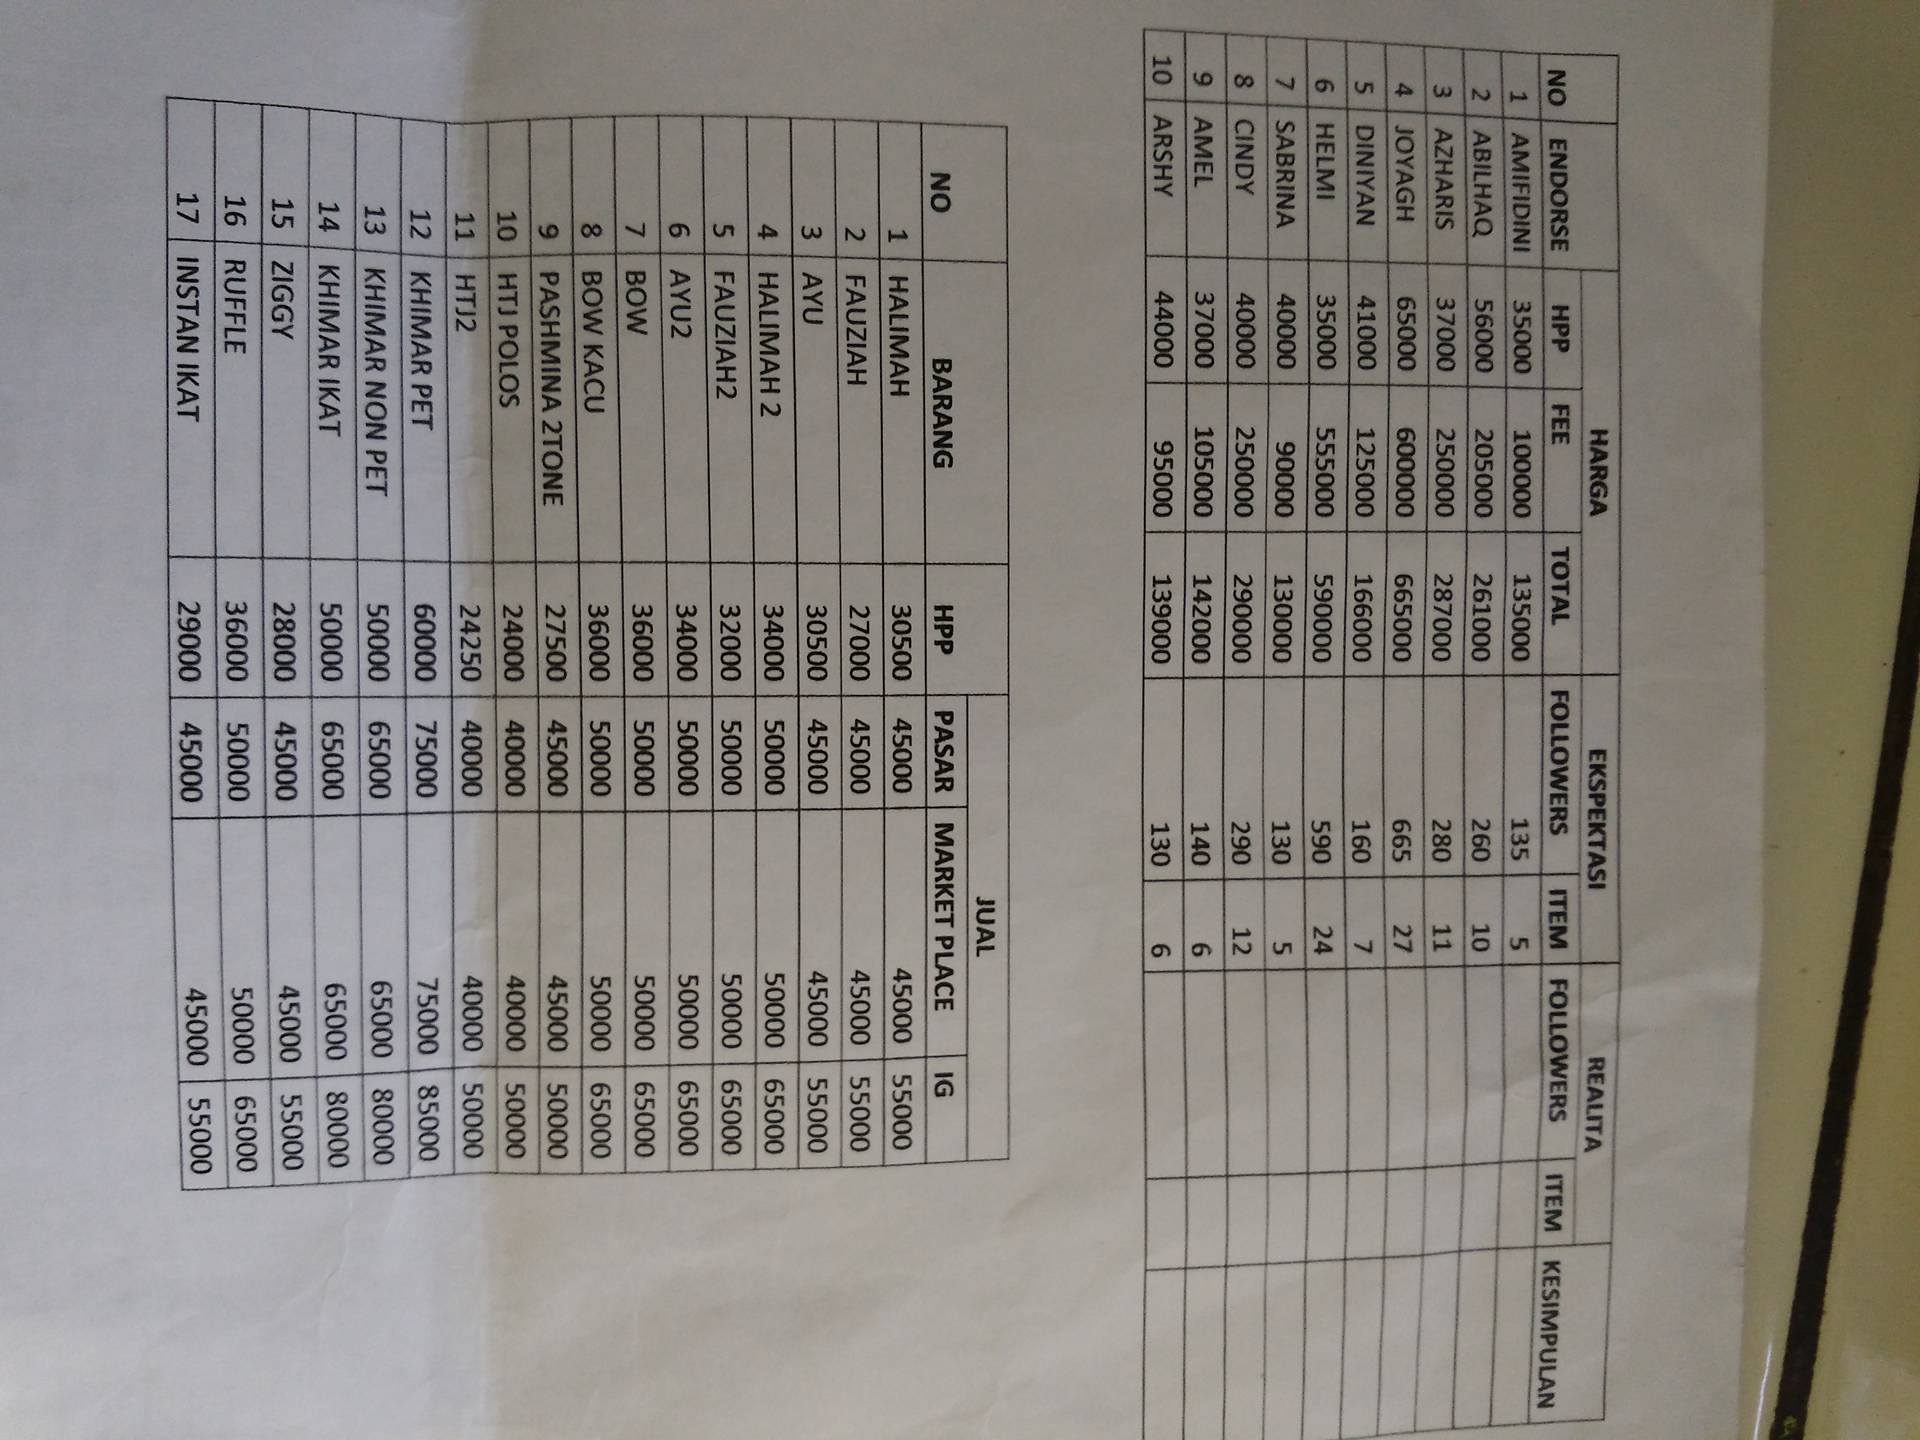 HARGA EKSPEKTASI REALITA
NO ENDORSE HPP FEE TOTAL FOLLOWERS ITEM FOLLOWERS ITEM KESIMPULAN
1 AMIFIDINI 35000 100000 135000 135 5
2 ABILHAQ 56000 205000 261000 260 10
3 AZHARIS 37000 250000 287000 280 11
4 JOYAGH 65000 600000 665000 665 27
5 DINIYAN 41000 125000 166000 160 7
6 HELMI 35000 555000 590000 590 24
7 SABRINA 40000 90000 130000 130 5
8 CINDY 40000 250000 290000 290 12
9 AMEL 37000 105000 142000 140 6
10 ARSHY 44000 95000 139000 130 6
JUAL
NO BARANG HPP PASAR MARKET PLACE IG
1 HALIMAH 30500 45000 45000 55000
2 FAUZIAH 27000 45000 45000 55000
3 AYU 30500 45000 45000 55000
4 HALIMAH 2 34000 50000 50000 65000
5 FAUZIAH2 32000 50000 50000 65000
6 AYU2 34000 50000 50000 65000
7 BOW 36000 50000 50000 65000
8 BOW KACU 36000 50000 50000 65000
9 PASHMINA 2TONE 27500 45000 45000 50000
10 HTJ POLOS 24000 40000 40000 50000
11 HTJ2 24250 40000 40000 50000
12 KHIMAR PET 60000 75000 75000 85000
13 KHIMAR NON PET 50000 65000 65000 80000
14 KHIMAR IKAT 50000 65000 65000 80000
15 ZIGGY 28000 45000 45000 55000
16 RUFFLE 36000 50000 50000 65000
17 INSTAN IKAT 29000 45000 45000 55000